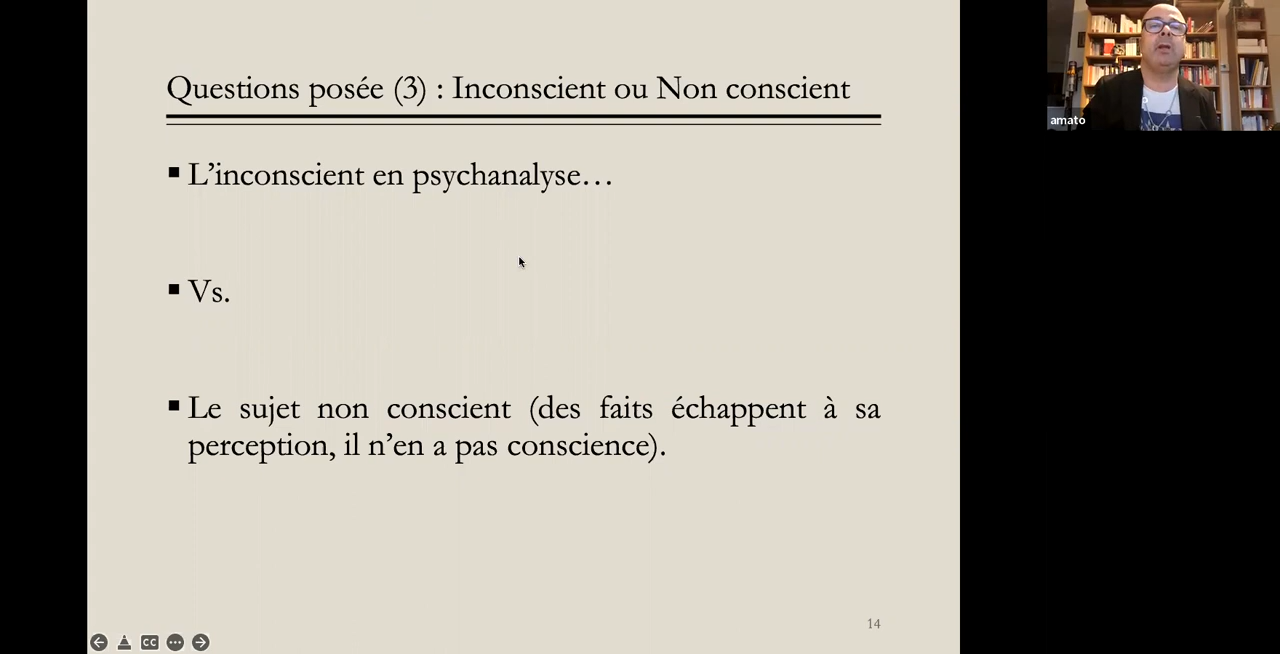 Questions posée (3) : Inconscient ou Non conscient
▪ L’inconscient en psychanalyse…
▪ Vs.
▪ Le sujet non conscient (des faits échappent à sa
perception, il n’en a pas conscience).
14
CC
amato